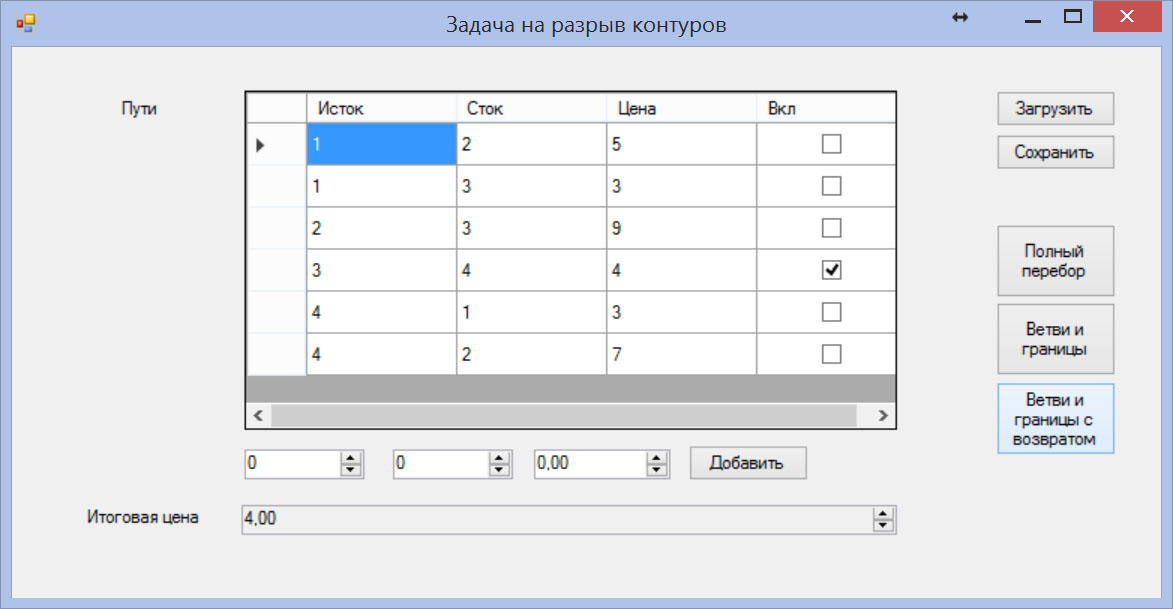 Задача на разрыв контуров
Пути
Исток Сток Цена Вкл
1 2 5
1 3 3
2 3 9
3 4 4
4 1 3
4 2 7
0 0 0,00 Добавить
Итоговая цена 4,00
Загрузить
Сохранить
Полный
перебор
Ветви и
границы
Ветви и
границы с
возвратом